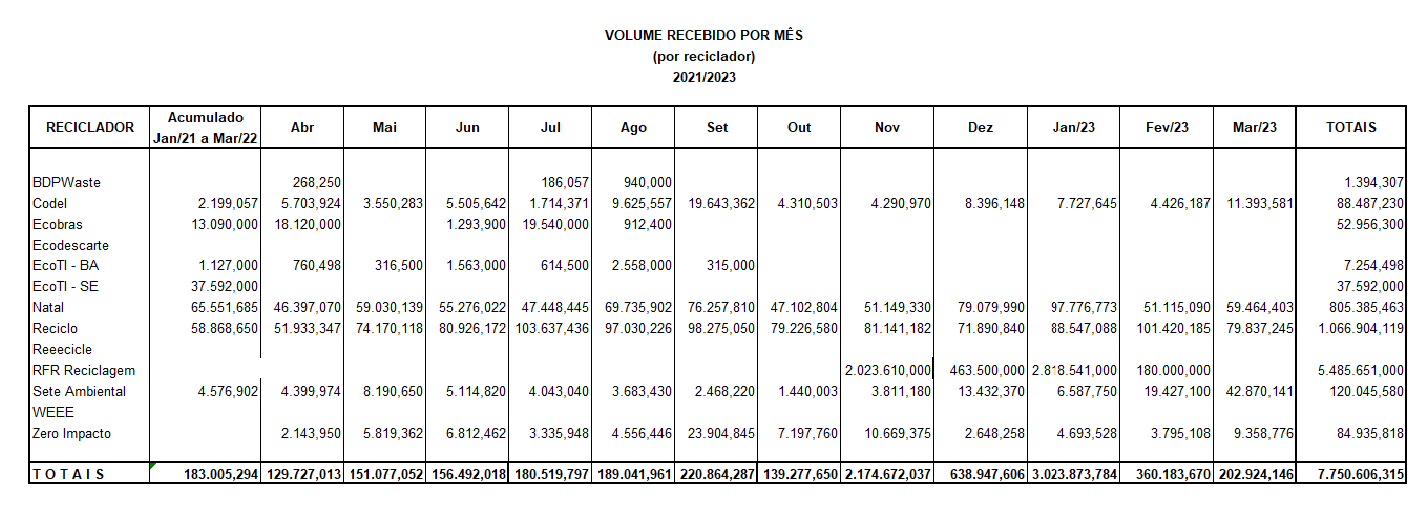 VOLUME RECEBIDO POR MÊS
(por reciclador)
2021/2023
RECICLADOR Acumulado Jan/21 a Mar/22 Abr Mai Jun Jul Ago Set Out Nov Dez Jan/23 Fev/23 Mar/23 TOTAIS
BDPWaste 268,250 186,057 940,000 1.394,307
Codel 2.199,057 5.703,924 3.550,283 5.505,642 1.714,371 9.625,557 19.643,362 4.310,503 4.290,970 8.396,148 7.727,645 4.426,187 11.393,581 88.487,230
Ecobras 13.090,000 18.120,000 1.293,900 19.540,000 912,400 52.956,300
Ecodescarte
EcoTI - BA 1.127,000 760,498 316,500 1.563,000 614,500 2.558,000 315,000 7.254,498
EcoTI - SE 37.592,000 37.592,000
Natal 65.551,685 46.397,070 59.030,139 55.276,022 47.448,445 69.735,902 76.257,810 47.102,804 51.149,330 79.079,990 97.776,773 51.115,090 59.464,403 805.385,463
Reciclo 58.868,650 51.933,347 74.170,118 80.926,172 103.637,436 97.030,226 98.275,050 79.226,580 81.141,182 71.890,840 88.547,088 101.420,185 79.837,245 1.066.904,119
Reeecicle
RFR Reciclagem 2.023.610,000 463.500,000 2.818.541,000 180.000,000 5.485.651,000
Sete Ambiental 4.576,902 4.399,974 8.190,650 5.114,820 4.043,040 3.683,430 2.468,220 1.440,003 3.811,180 13.432,370 6.587,750 19.427,100 42.870,141 120.045,580
WEEE
Zero Impacto 2.143,950 5.819,362 6.812,462 3.335,948 4.556,446 23.904,845 7.197,760 10.669,375 2.648,258 4.693,528 3.795,108 9.358,776 84.935,818
T O T A I S 183.005,294 129.727,013 151.077,052 156.492,018 180.519,797 189.041,961 220.864,287 139.277,650 2.174.672,037 638.947,606 3.023.873,784 360.183,670 202.924,146 7.750.606,315